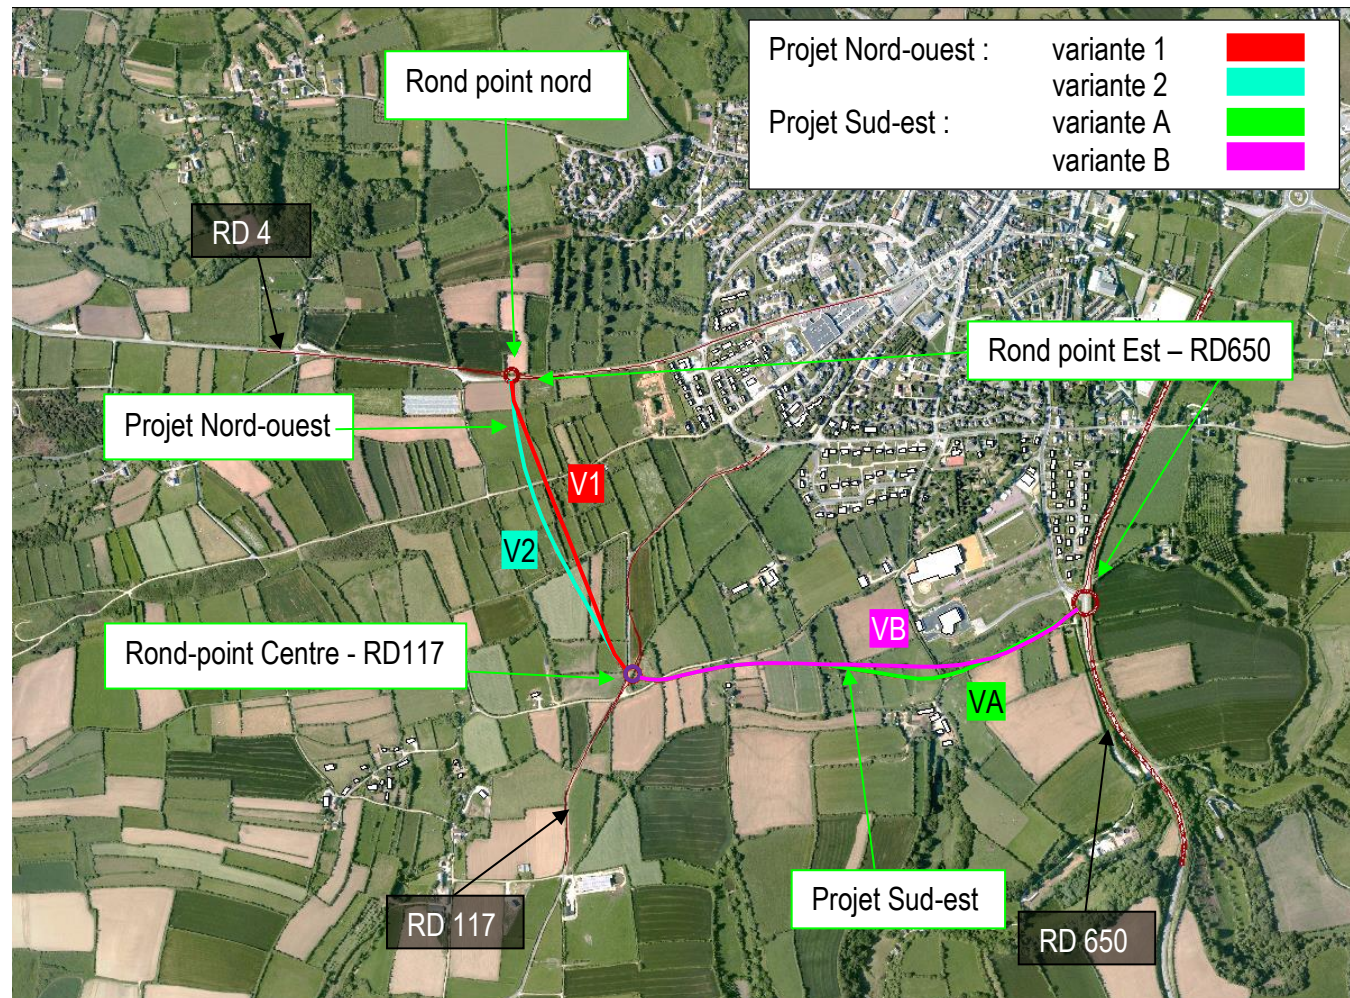 Projet Nord-ouest : variante 1
variante 2
Projet Sud-est : variante A
variante B
Rond point nord
RD 4
Rond point Est – RD650
Projet Nord-ouest
V1
V2
VB
Rond-point Centre - RD117
VA
Projet Sud-est
RD 117
RD 650